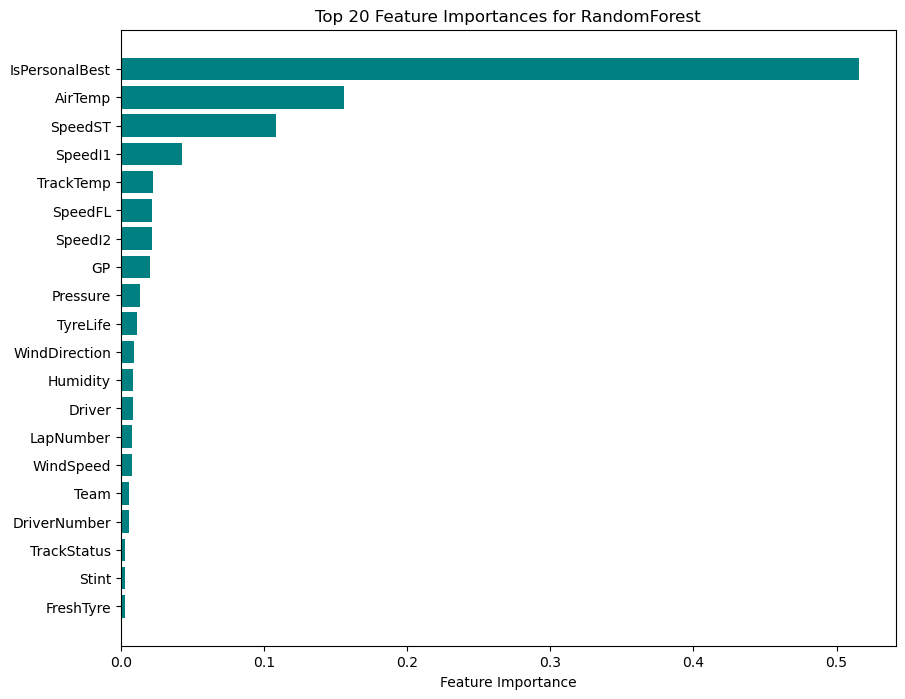 Top 20 Feature Importances for RandomForest
IsPersonalBest
AirTemp
SpeedST
SpeedI1
TrackTemp
SpeedFL
SpeedI2
GP
Pressure
TyreLife
WindDirection
Humidity
Driver
LapNumber
WindSpeed
Team
DriverNumber
TrackStatus
Stint
FreshTyre
0.0 0.1 0.2 0.3 0.4 0.5
Feature Importance